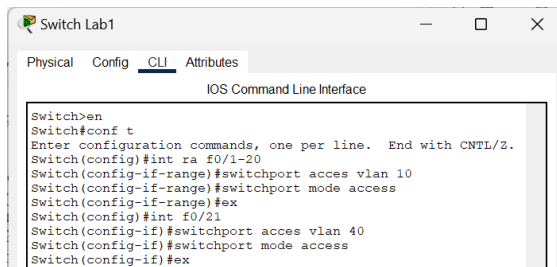 Switch Lab1
Physical Config CLI Attributes
IOS Command Line Interface
Switch>en
Switch#conf t
Enter configuration commands, one per line. End with CNTL/Z.
Switch(config)#int ra f0/1-20
Switch(config-if-range)#switchport acces vlan 10
Switch(config-if-range)#switchport mode access
Switch(config-if-range)#ex
Switch(config)#int f0/21
Switch(config-if)#switchport acces vlan 40
Switch(config-if)#switchport mode access
Switch(config-if)#ex